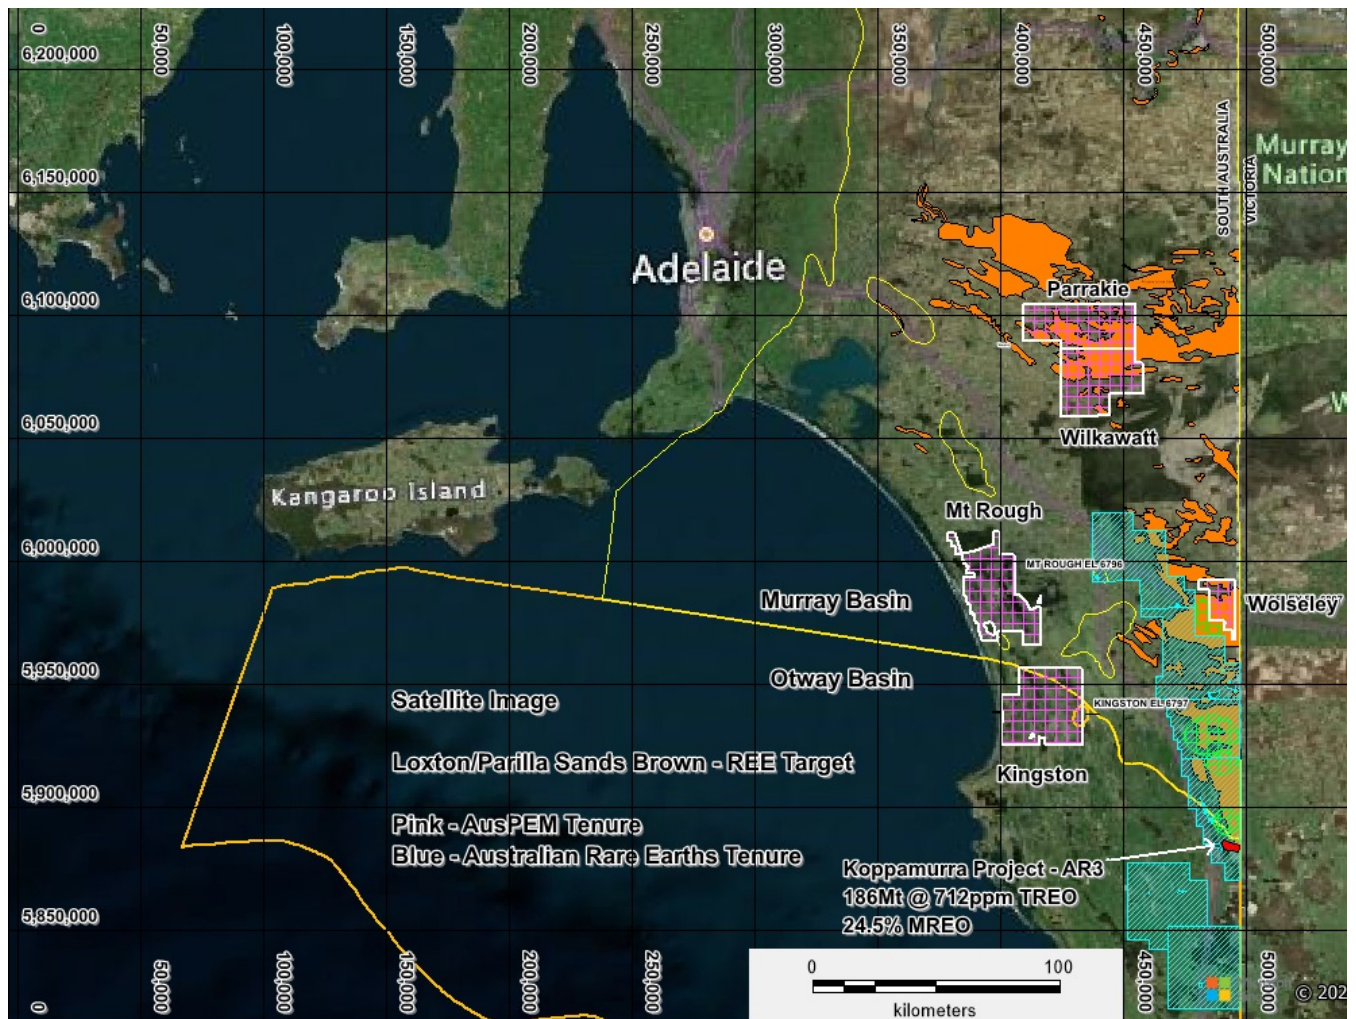 0
50,000
100,000
150,000
200,000
250,000
300,000
350,000
400,000
450,000
500,000
6,200,000
6,150,000
6,100,000
6,050,000
6,000,000
5,950,000
5,900,000
5,850,000
SOUTH AUSTRALIA
VICTORIA
Murray
Nation
Adelaide
Parrakie
Wilkawatt
W
Kangaroo Island
Mt Rough
MT ROUGH EL 6796
Wolseley
Murray Basin
Otway Basin
Satellite Image
KINGSTON EL 6797
Loxton/Parilla Sands Brown - REE Target
Kingston
Pink - AusPEM Tenure
Blue - Australian Rare Earths Tenure
Koppamurra Project - AR3
186Mt @ 712ppm TREO
24.5% MREO
0 100
kilometers
0
50,000
100,000
150,000
200,000
250,000
450,000
500,000
© 202